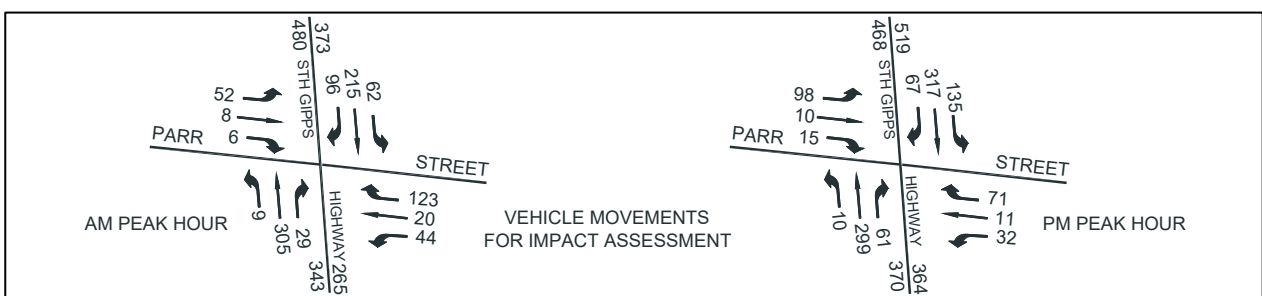 480 373
STH GIPPS
96 215 62
52
8
6
PARR
STREET
HIGHWAY
9 305 29
123
20
44
343 265
AM PEAK HOUR
VEHICLE MOVEMENTS
FOR IMPACT ASSESSMENT
468 519
STH GIPPS
67 317 135
98
10
15
PARR
STREET
HIGHWAY
10 299 61
71
11
32
370 364
PM PEAK HOUR